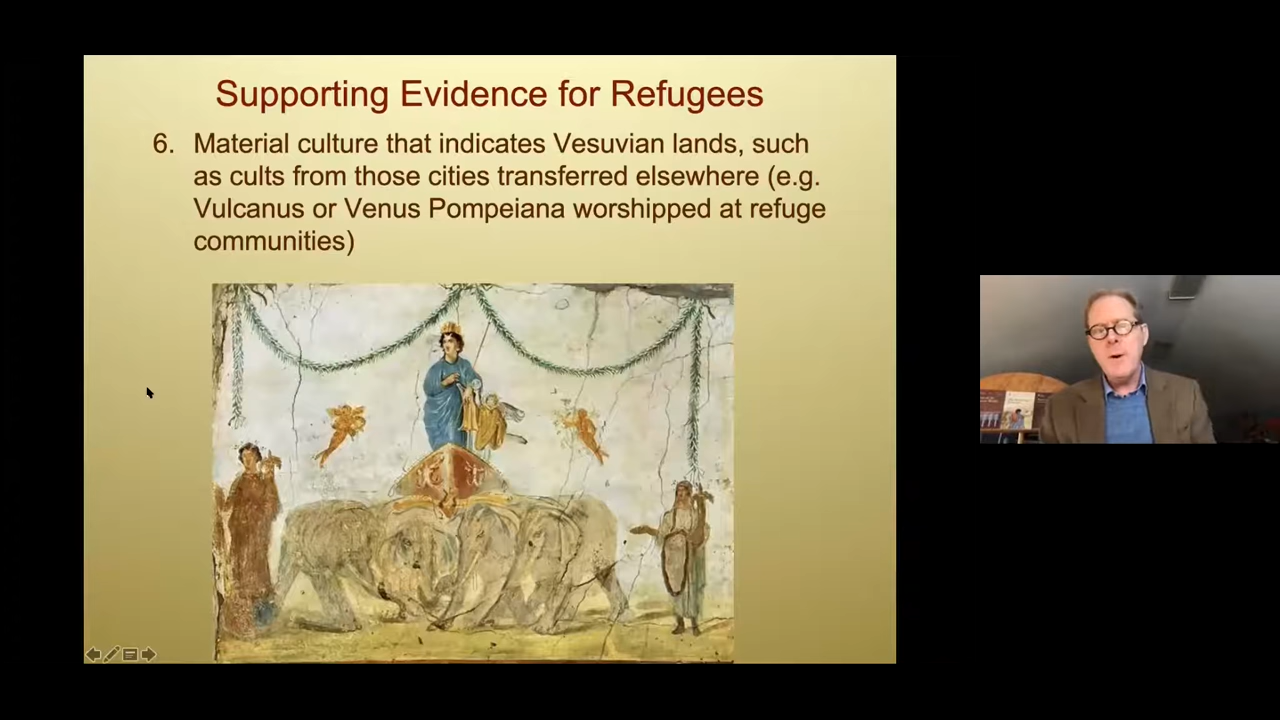 Supporting Evidence for Refugees
6. Material culture that indicates Vesuvian lands, such
as cults from those cities transferred elsewhere (e.g.
Vulcanus or Venus Pompeiana worshipped at refuge
communities)